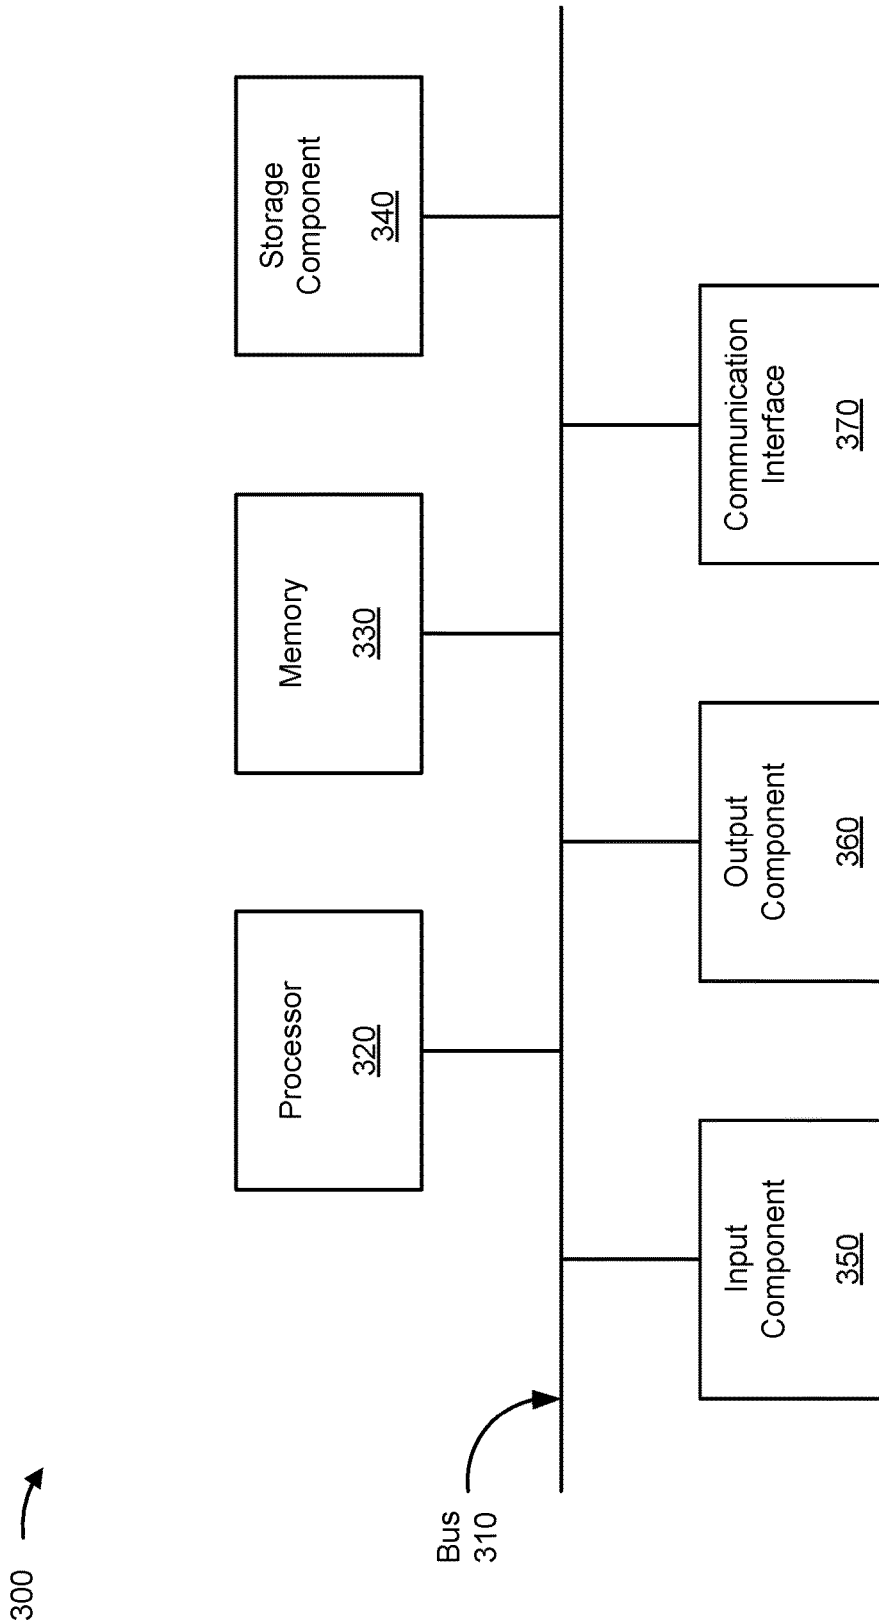 300
Bus
310
Processor
320
Memory
330
Storage
Component
340
Input
Component
350
Output
Component
360
Communication
Interface
370